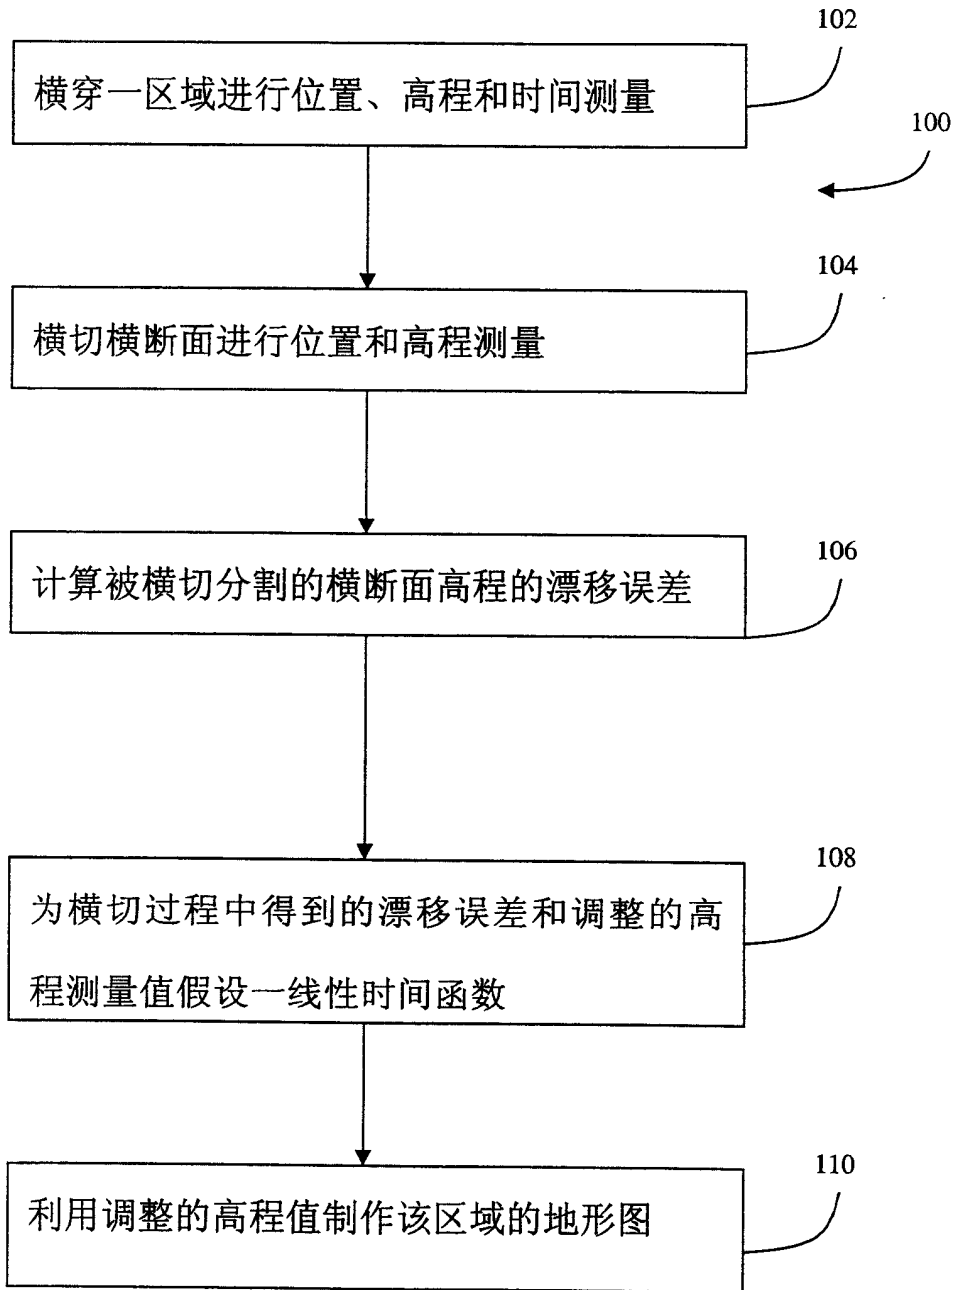 102
横穿一区域进行位置、高程和时间测量
100
104
横切横断面进行位置和高程测量
106
计算被横切分割的横断面高程的漂移误差
108
为横切过程中得到的漂移误差和调整的高
程测量值假设一线性时间函数
110
利用调整的高程值制作该区域的地形图